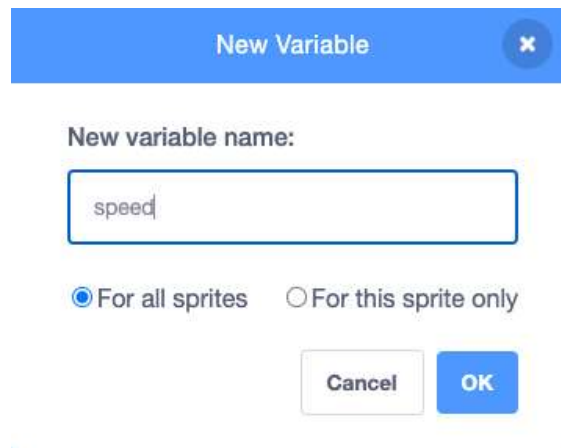 New Variable
New variable name:
speed
For all sprites For this sprite only
Cancel OK